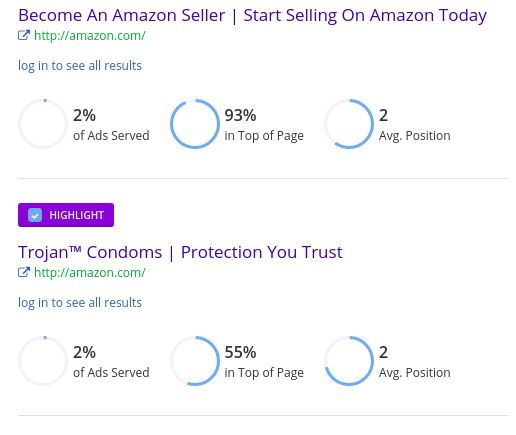 Become An Amazon Seller | Start Selling On Amazon Today
http://amazon.com/
log in to see all results
2%
of Ads Served
93%
in Top of Page
2
Avg. Position
HIGHLIGHT
Trojan™ Condoms | Protection You Trust
http://amazon.com/
log in to see all results
2%
of Ads Served
55%
in Top of Page
2
Avg. Position